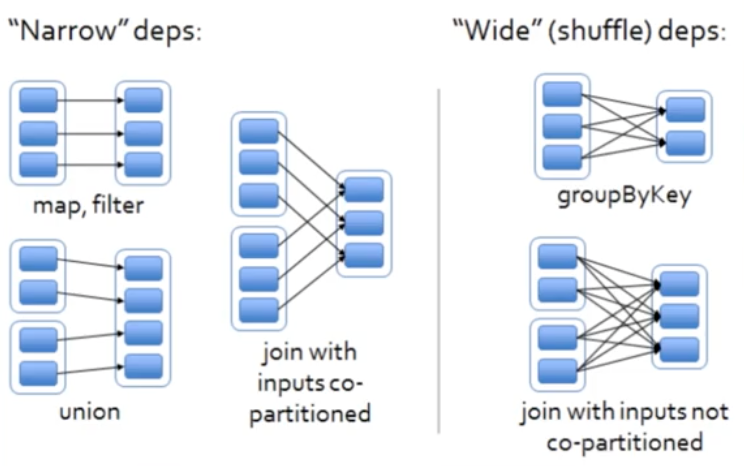 “Narrow” deps:
“Wide” (shuffle) deps:
map, filter
union
join with
inputs co-
partitioned
groupByKey
join with inputs not
co-partitioned